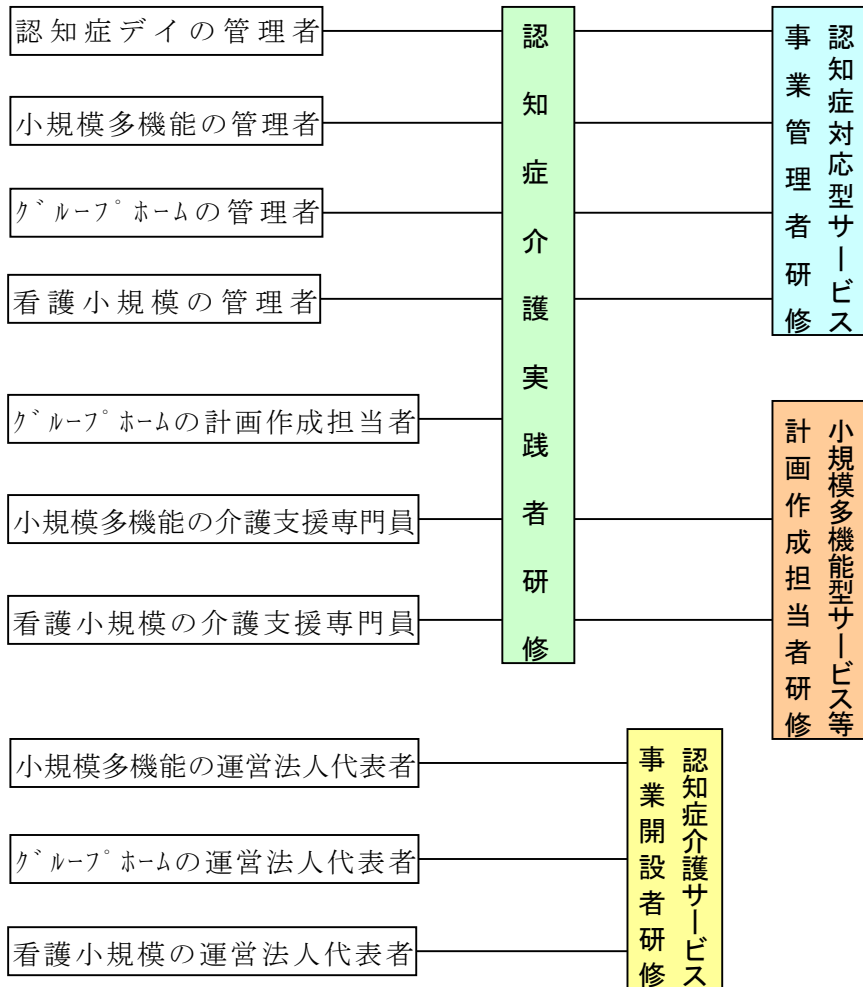 認知症デイの管理者
小規模多機能の管理者
ｸﾞﾙｰﾌﾟﾎｰﾑの管理者
看護小規模の管理者
ｸﾞﾙｰﾌﾟﾎｰﾑの計画作成担当者
小規模多機能の介護支援専門員
看護小規模の介護支援専門員
小規模多機能の運営法人代表者
ｸﾞﾙｰﾌﾟﾎｰﾑの運営法人代表者
看護小規模の運営法人代表者
認知症介護実践者研修
認知症対応型サービス
事業管理者研修
小規模多機能型サービス等
計画作成担当者研修
認知症介護サービス
事業開設者研修